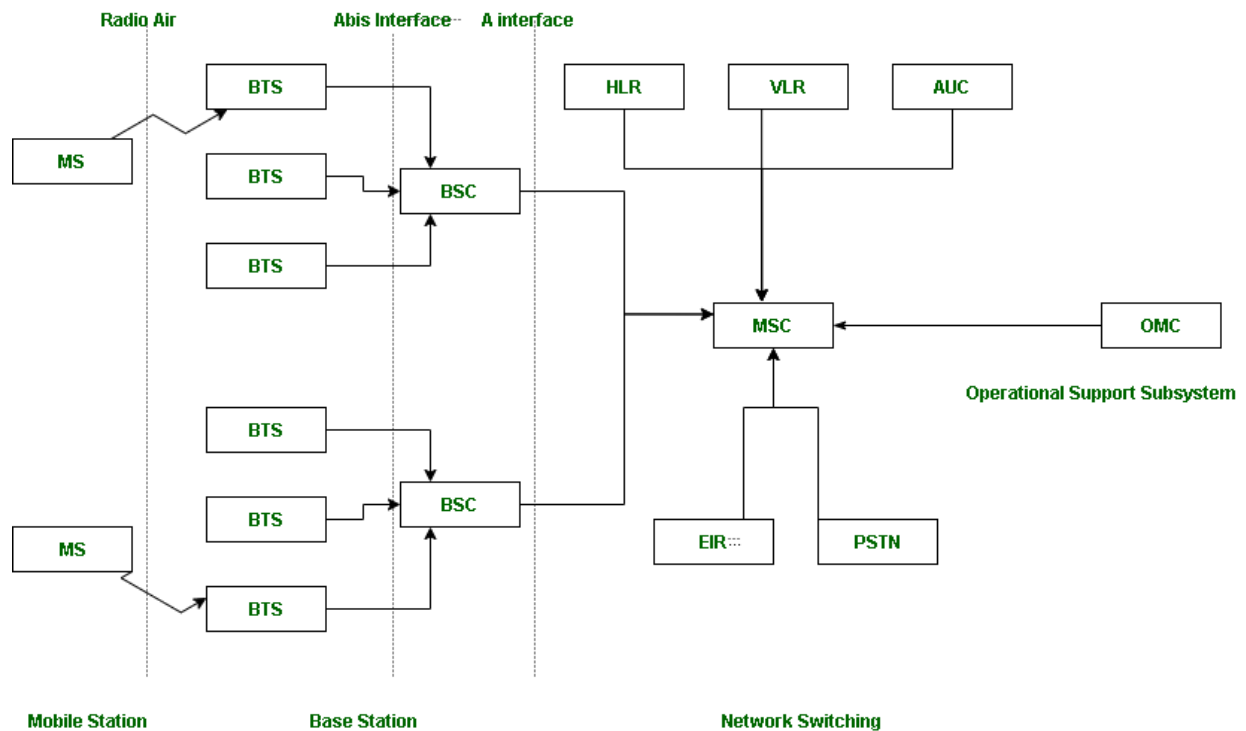 Radio Air
Abis Interface
A interface
BTS
HLR
VLR
AUC
MS
BTS
BSC
BTS
MSC
OMC
Operational Support Subsystem
BTS
BSC
BTS
MS
EIR
PSTN
BTS
Mobile Station
Base Station
Network Switching